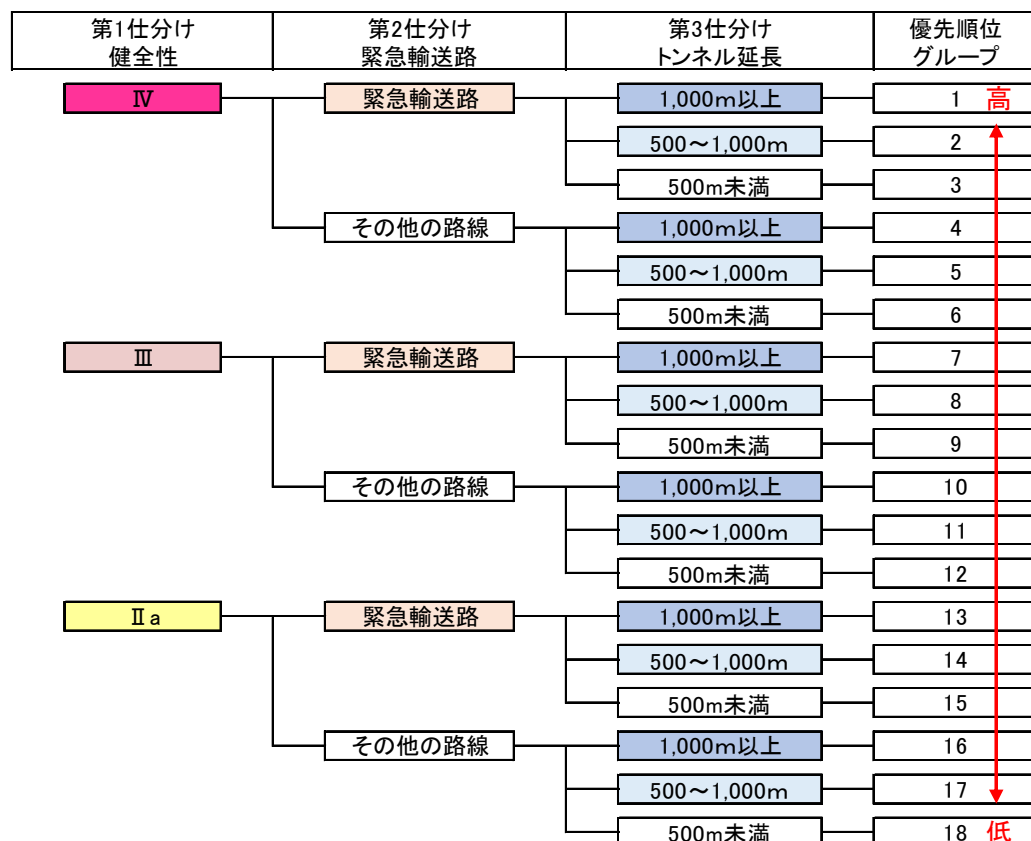 第1仕分け
健全性
第2仕分け
緊急輸送路
第3仕分け
トンネル延長
優先順位
グループ
Ⅳ
緊急輸送路
1,000m以上
1 高
500～1,000m
2
500m未満
3
その他の路線
1,000m以上
4
500～1,000m
5
500m未満
6
Ⅲ
緊急輸送路
1,000m以上
7
500～1,000m
8
500m未満
9
その他の路線
1,000m以上
10
500～1,000m
11
500m未満
12
Ⅱa
緊急輸送路
1,000m以上
13
500～1,000m
14
500m未満
15
その他の路線
1,000m以上
16
500～1,000m
17
500m未満
18 低